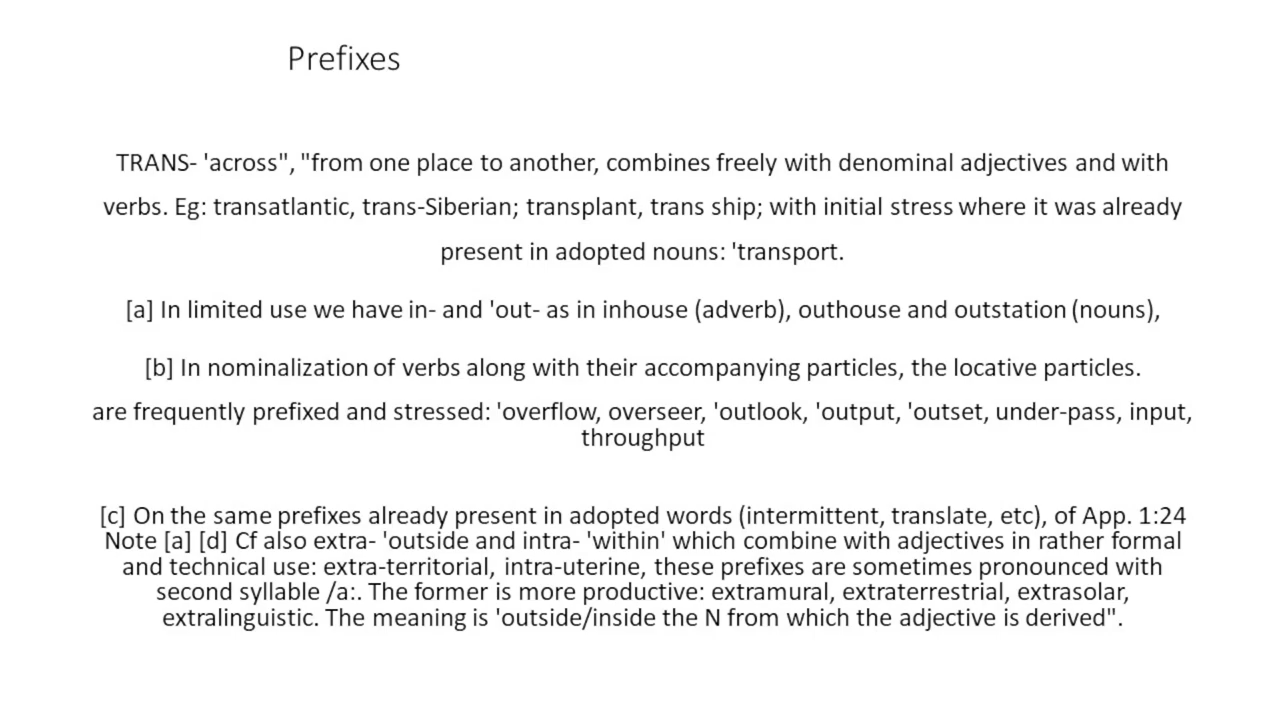 Prefixes
TRANS- 'across", "from one place to another, combines freely with denominal adjectives and with
verbs. Eg: transatlantic, trans-Siberian; transplant, trans ship; with initial stress where it was already
present in adopted nouns: 'transport.
[a] In limited use we have in- and 'out- as in inhouse (adverb), outhouse and outstation (nouns),
[b] In nominalization of verbs along with their accompanying particles, the locative particles.
are frequently prefixed and stressed: 'overflow, overseer, 'outlook, 'output, 'outset, under-pass, input,
throughput
[c] On the same prefixes already present in adopted words (intermittent, translate, etc), of App. 1:24
Note [a] [d] Cf also extra- 'outside and intra- 'within' which combine with adjectives in rather formal
and technical use: extra-territorial, intra-uterine, these prefixes are sometimes pronounced with
second syllable /a:. The former is more productive: extramural, extraterrestrial, extrasolar,
extralinguistic. The meaning is 'outside/inside the N from which the adjective is derived".